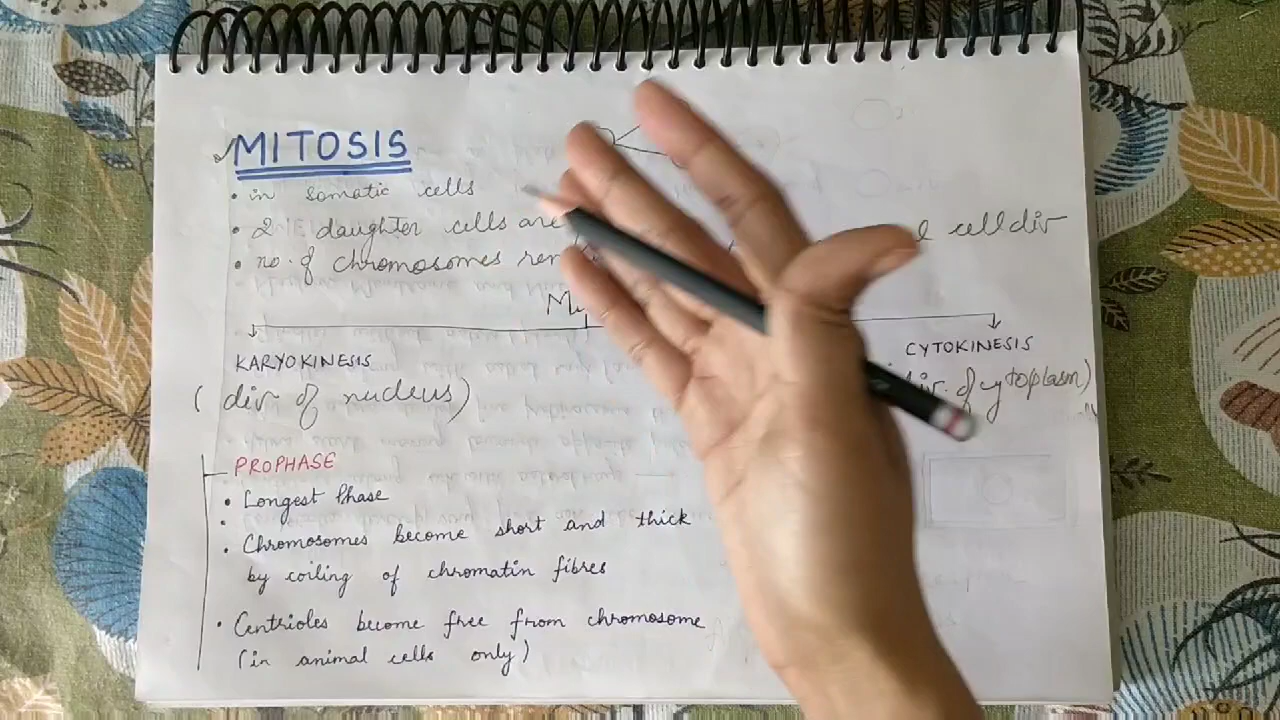 MITOSIS
• in somatic cells
• 2 daughter cells are cell div
• no. of chromosomes
KARYOKINESIS
(div of nucleus)
CYTOKINESIS
div. of cytoplasm)
PROPHASE
• Longest Phase
• Chromosomes become short and thick
by coiling of chromatin fibres
• Centrioles become free from chromosome
(in animal cells only)